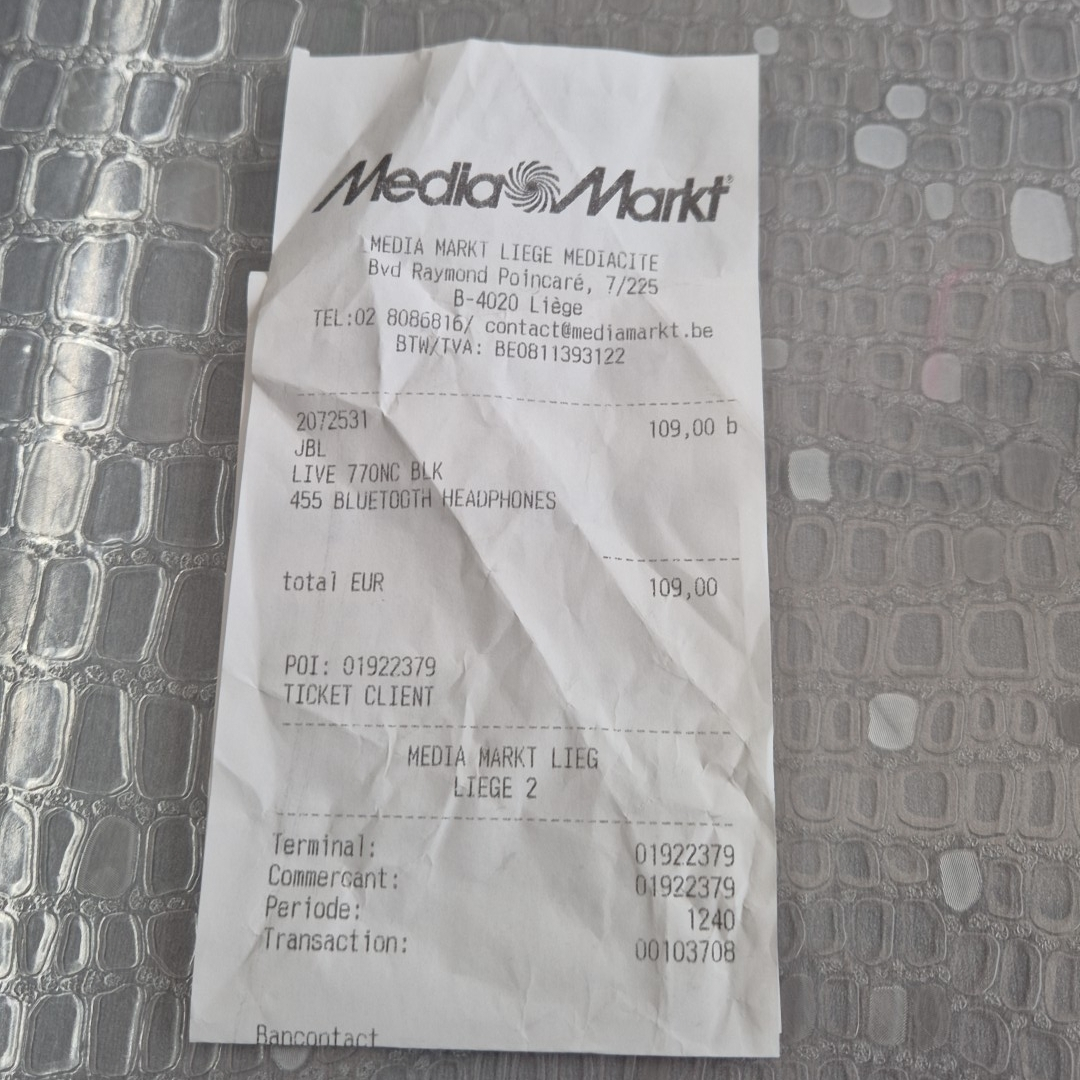 Media Markt
MEDIA MARKT LIEGE MEDIACITE
Bvd Raymond Poincaré, 7/225
B-4020 Liège
TEL:02 8086816/ contact@mediamarkt.be
BTW/TVA: BE0811393122
2072531 109,00 b
JBL
LIVE 770NC BLK
455 BLUETOOTH HEADPHONES
total EUR 109,00
POI: 01922379
TICKET CLIENT
MEDIA MARKT LIEG
LIEGE 2
Terminal: 01922379
Commercant: 01922379
Periode: 1240
Transaction: 00103708
Bancontact